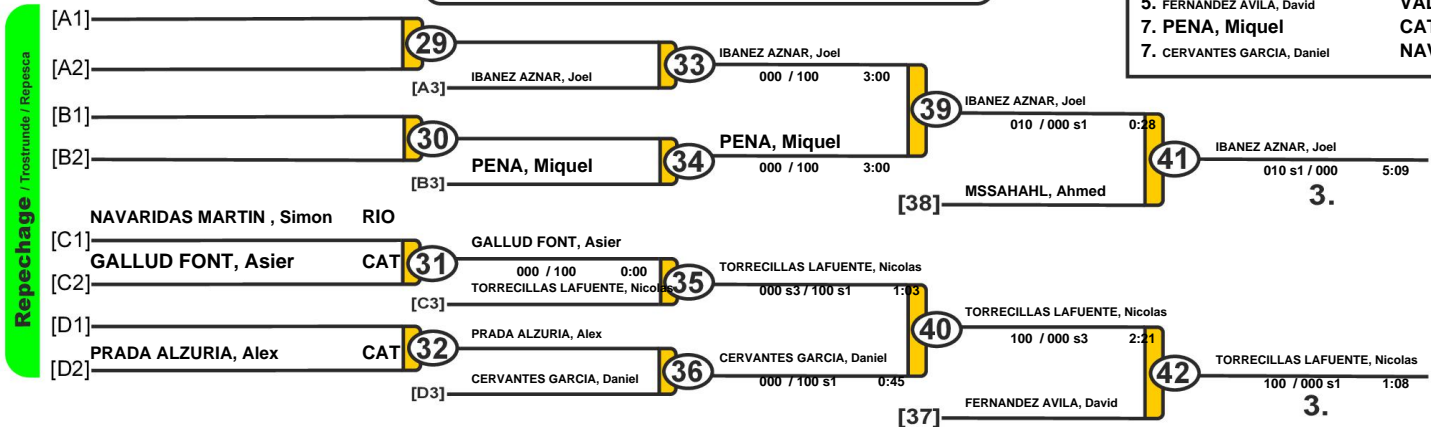 5. FERNANDEZ AVILA, David
7. PENA, Miquel CAT
7. CERVANTES GARCIA, Daniel NAV
Repechage / Trostrunde / Repesca
[A1]
[A2]
29
[A3] IBANEZ AZNAR, Joel
33
IBANEZ AZNAR, Joel
000 / 100 3:00
[B1]
[B2]
30
[B3] PENA, Miquel
34
PENA, Miquel
000 / 100 3:00
39
IBANEZ AZNAR, Joel
010 / 000 s1 0:28
[38] MSSAHAHL, Ahmed
41
IBANEZ AZNAR, Joel
010 s1 / 000 5:09
3.
[C1] NAVARIDAS MARTIN , Simon RIO
[C2] GALLUD FONT, Asier CAT
31
GALLUD FONT, Asier
000 / 100 0:00
[C3] TORRECILLAS LAFUENTE, Nicolas
35
TORRECILLAS LAFUENTE, Nicolas
000 s3 / 100 s1 1:03
[D1]
[D2] PRADA ALZURIA, Alex CAT
32
PRADA ALZURIA, Alex
[D3] CERVANTES GARCIA, Daniel
36
CERVANTES GARCIA, Daniel
000 / 100 s1 0:45
40
TORRECILLAS LAFUENTE, Nicolas
100 / 000 s3 2:21
[37] FERNANDEZ AVILA, David
42
TORRECILLAS LAFUENTE, Nicolas
100 / 000 s1 1:08
3.